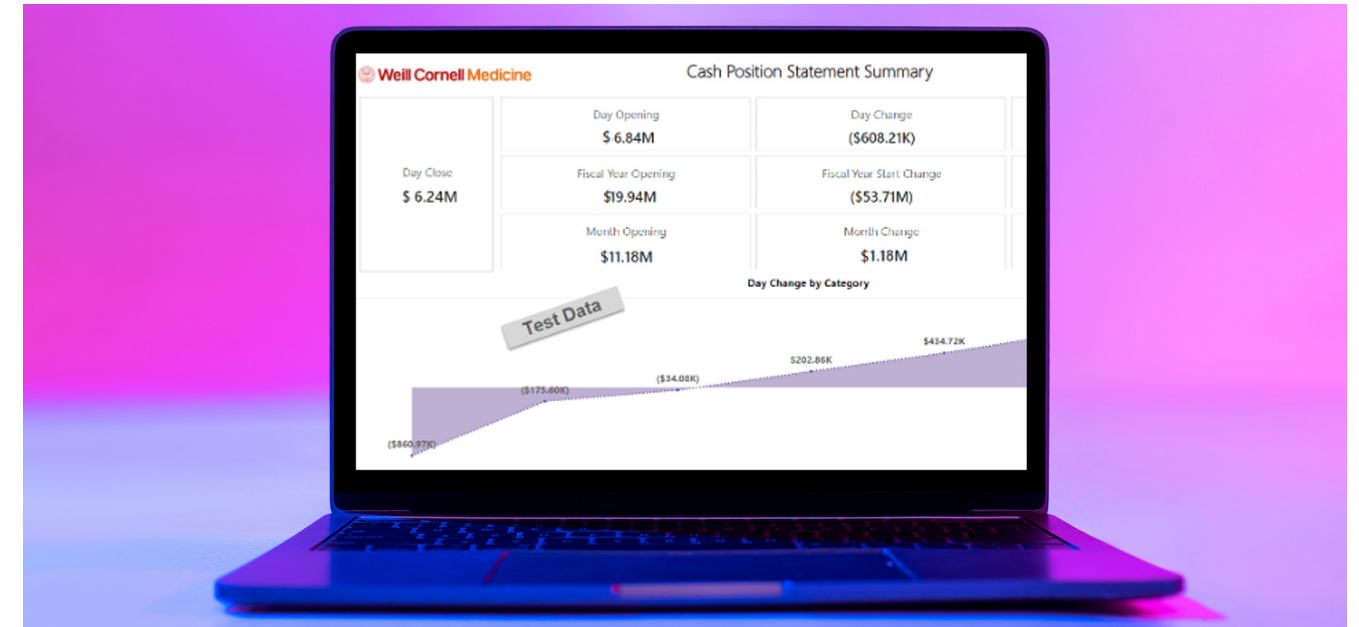 Weill Cornell Medicine
Cash Position Statement Summary
Day Close
$ 6.24M
Day Opening
$ 6.84M
Day Change
($608.21K)
Fiscal Year Opening
$19.94M
Fiscal Year Start Change
($53.71M)
Month Opening
$11.18M
Month Change
$1.18M
Day Change by Category
Test Data
($860.97K)
($175.60K)
($34.08K)
$202.86K
$434.72K